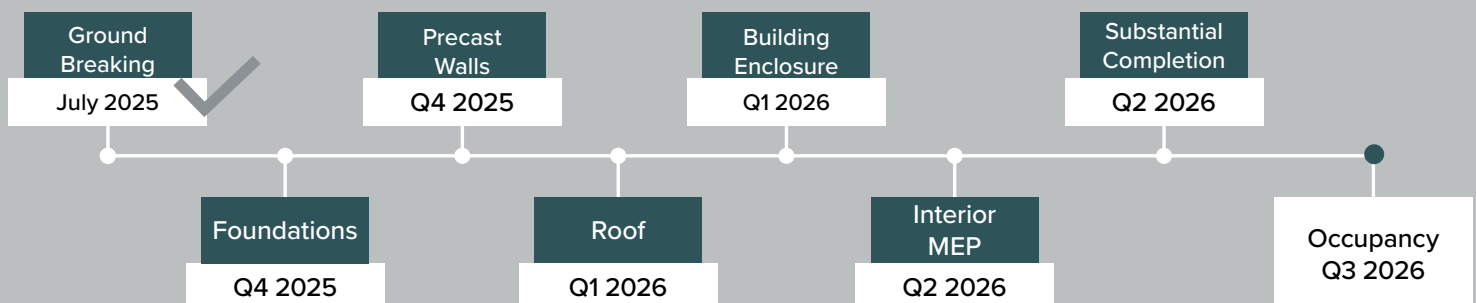 Ground
Breaking
July 2025
Foundations
Q4 2025
Precast
Walls
Q4 2025
Roof
Q1 2026
Building
Enclosure
Q1 2026
Interior
MEP
Q2 2026
Substantial
Completion
Q2 2026
Occupancy
Q3 2026